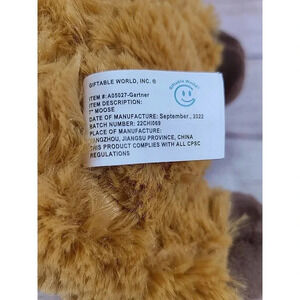 GIFTABLE WORLD, INC. ®
ITEM #: A05027-Gartner
ITEM DESCRIPTION:
7" MOOSE
DATE OF MANUFACTURE: September., 2022
BATCH NUMBER: 22CHI069
PLACE OF MANUFACTURE:
YANGZHOU, JIANGSU PROVINCE, CHINA
THIS PRODUCT COMPLIES WITH ALL CPSC
REGULATIONS